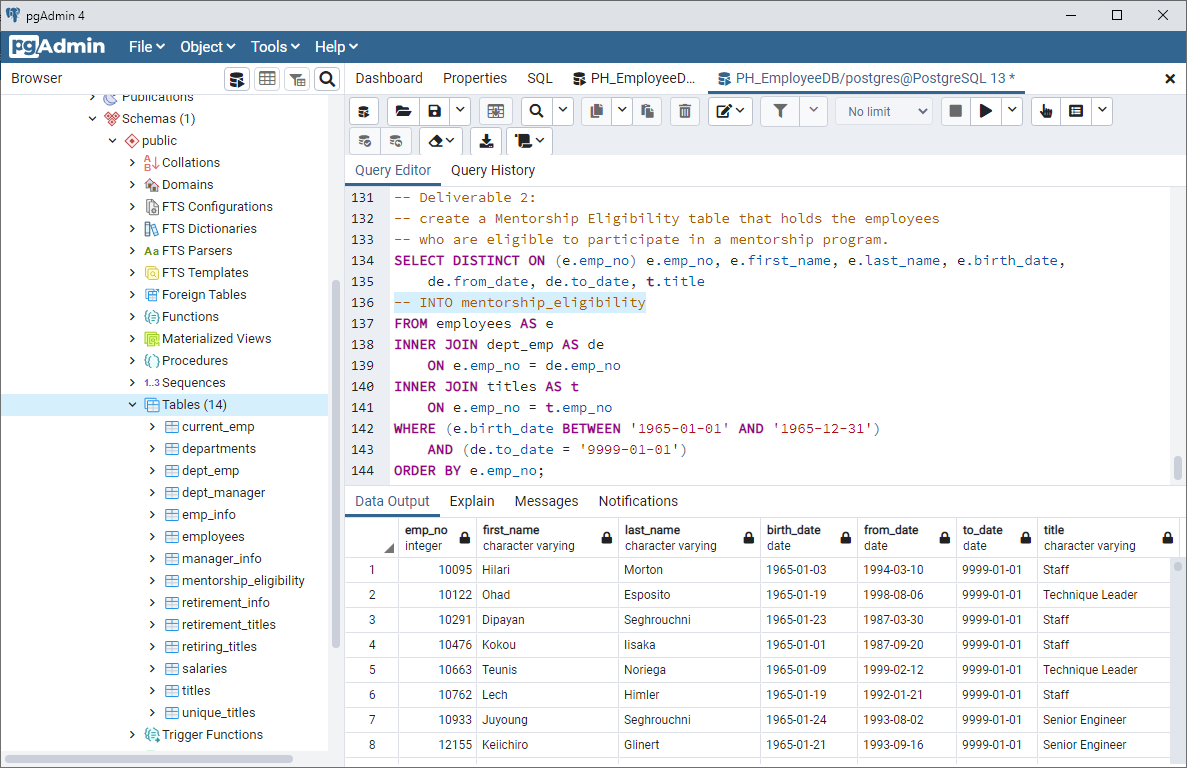 pgAdmin 4
pgAdmin File Object Tools Help
Browser
Dashboard Properties SQL PH_EmployeeD... PH_EmployeeDB/postgres@PostgreSQL 13 *
No limit
Publications
Schemas (1)
public
Collations
Domains
FTS Configurations
FTS Dictionaries
FTS Parsers
FTS Templates
Foreign Tables
Functions
Materialized Views
Procedures
1..3 Sequences
Tables (14)
current_emp
departments
dept_emp
dept_manager
emp_info
employees
manager_info
mentorship_eligibility
retirement_info
retirement_titles
retiring_titles
salaries
titles
unique_titles
Trigger Functions
Query Editor Query History
131 -- Deliverable 2:
132 -- create a Mentorship Eligibility table that holds the employees
133 -- who are eligible to participate in a mentorship program.
134 SELECT DISTINCT ON (e.emp_no) e.emp_no, e.first_name, e.last_name, e.birth_date,
135 de.from_date, de.to_date, t.title
136 -- INTO mentorship_eligibility
137 FROM employees AS e
138 INNER JOIN dept_emp AS de
139 ON e.emp_no = de.emp_no
140 INNER JOIN titles AS t
141 ON e.emp_no = t.emp_no
142 WHERE (e.birth_date BETWEEN '1965-01-01' AND '1965-12-31')
143 AND (de.to_date = '9999-01-01')
144 ORDER BY e.emp_no;
Data Output Explain Messages Notifications
emp_no first_name last_name birth_date from_date to_date title
integer character varying character varying date date date character varying
1 10095 Hilari Morton 1965-01-03 1994-03-10 9999-01-01 Staff
2 10122 Ohad Esposito 1965-01-19 1998-08-06 9999-01-01 Technique Leader
3 10291 Dipayan Seghrouchni 1965-01-23 1987-03-30 9999-01-01 Staff
4 10476 Kokou Iisaka 1965-01-01 1987-09-20 9999-01-01 Staff
5 10663 Teunis Noriega 1965-01-09 1999-02-12 9999-01-01 Technique Leader
6 10762 Lech Himler 1965-01-19 1992-01-21 9999-01-01 Staff
7 10933 Juyoung Seghrouchni 1965-01-24 1993-08-02 9999-01-01 Senior Engineer
8 12155 Keiichiro Glinert 1965-01-21 1993-09-16 9999-01-01 Senior Engineer